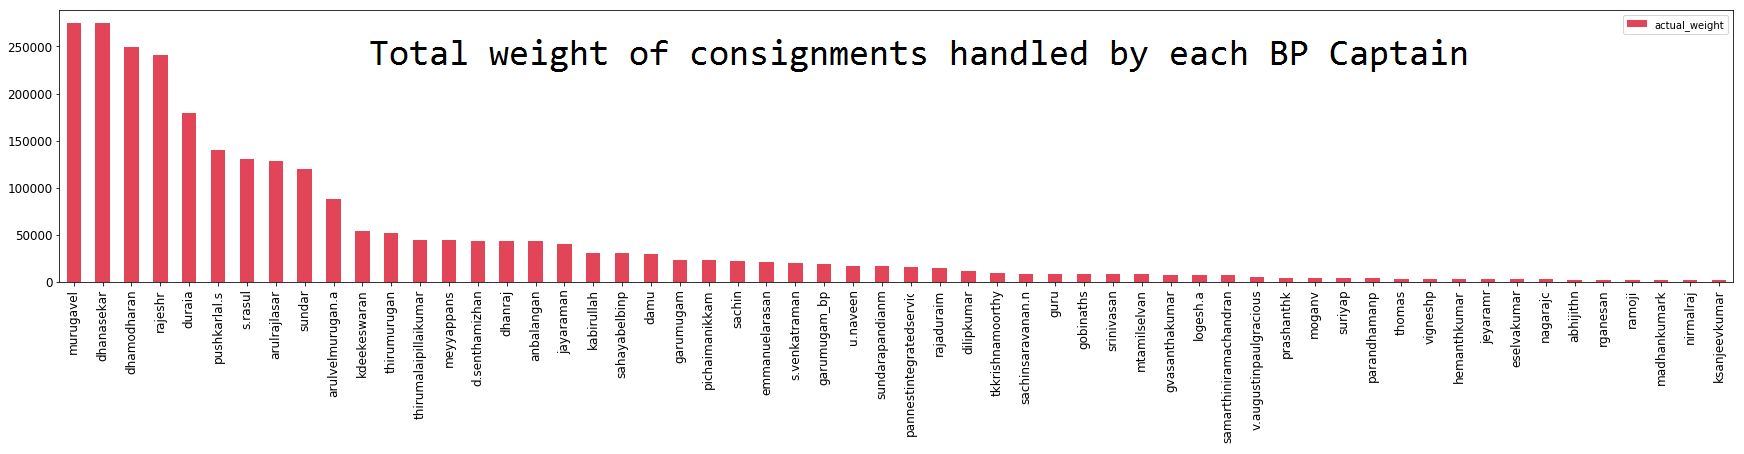 Total weight of consignments handled by each BP Captain
actual_weight
250000
200000
150000
100000
50000
0
murugavel
dhanasekar
dhamodharan
rajeshr
duraia
pushkarlal.s
s.rasul
arulrajlasar
sundar
arulvelmurugan.a
kdeekeswaran
thirumurugan
thirumalaipillaikumar
meyyappans
d.senthamizhan
dhanraj
anbalangan
jayaraman
kabirullah
sahayabelbinp
damu
garumugam
pichaimanikkam
sachin
emmanuelarasan
s.venkatraman
garumugam_bp
u.naveen
sundarapandianm
pannestintegratedservic
rajaduraim
dilipkumar
tkkrishnamoorthy
sachinsaravanan.n
guru
gobinaths
srinivasan
mtamilselvan
gvasanthakumar
logesh.a
samarthiniramachandran
v.augustinpaulgracious
prashanthk
moganv
suriyap
parandhamanp
thomas
vigneshp
hemanthkumar
jeyaramr
eselvakumar
nagarajc
abhijithn
rganesan
ramoji
madhankumark
nirmalraj
ksanjeevkumar